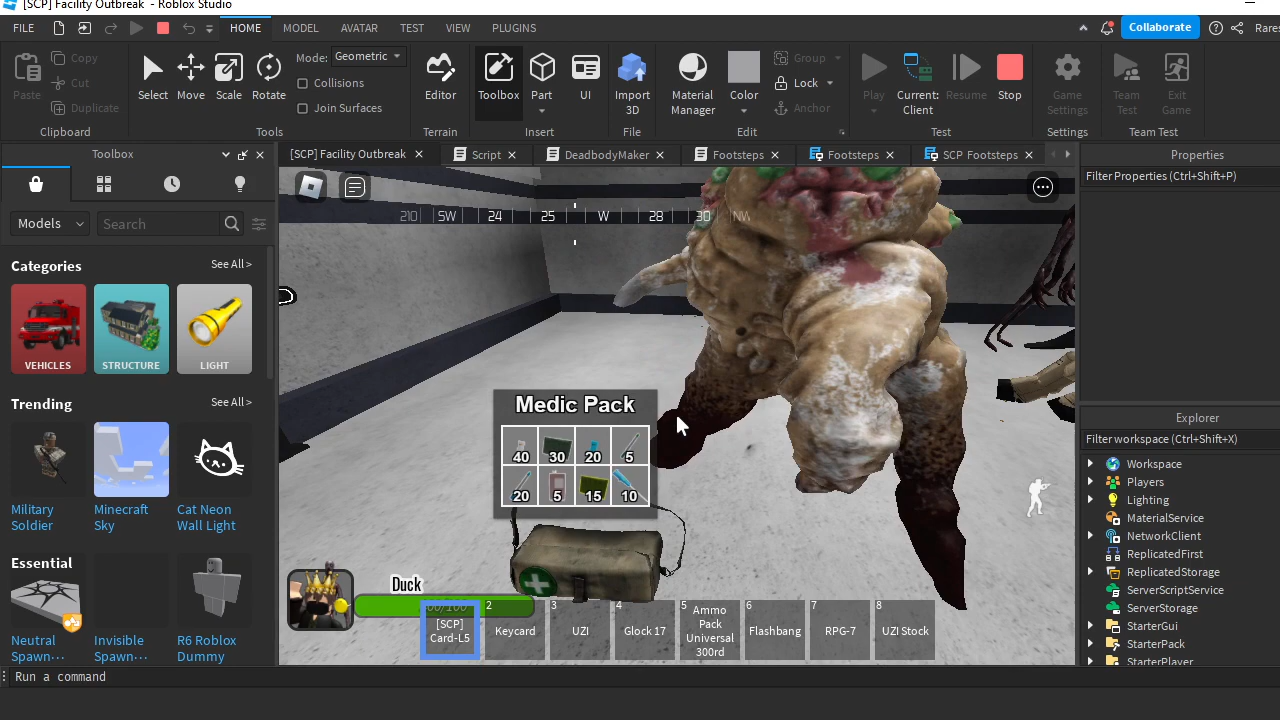 [SCP] Facility Outbreak - Roblox Studio
FILE
HOME
MODEL
AVATAR
TEST
VIEW
PLUGINS
Collaborate
Paste
Copy
Cut
Duplicate
Clipboard
Select
Move
Scale
Rotate
Mode:
Geometric
Collisions
Join Surfaces
Tools
Editor
Terrain
Toolbox
Part
UI
Insert
Import
3D
File
Material
Manager
Color
Group
Lock
Anchor
Edit
Play
Current:
Client
Resume
Stop
Test
Game
Settings
Settings
Team
Test
Exit
Game
Team Test
Toolbox
[SCP] Facility Outbreak
Script
DeadbodyMaker
Footsteps
Footsteps
SCP Footsteps
Properties
Filter Properties (Ctrl+Shift+P)
Models
Search
Categories
See All >
VEHICLES
STRUCTURE
LIGHT
Trending
See All >
Military
Soldier
Minecraft
Sky
Cat Neon
Wall Light
Essential
See All >
Neutral
Spawn...
Invisible
Spawn...
R6 Roblox
Dummy
210 SW 24 25 W 28 30 NW
Medic Pack
40 30 20 5
20 5 15 10
Duck
100/100
[SCP]
Card-L5
2
Keycard
3
UZI
4
Glock 17
5
Ammo
Pack
Universal
300rd
6
Flashbang
7
RPG-7
8
UZI Stock
Explorer
Filter workspace (Ctrl+Shift+X)
Workspace
Players
Lighting
MaterialService
NetworkClient
ReplicatedFirst
ReplicatedStorage
ServerScriptService
ServerStorage
StarterGui
StarterPack
StarterPlayer
Run a command